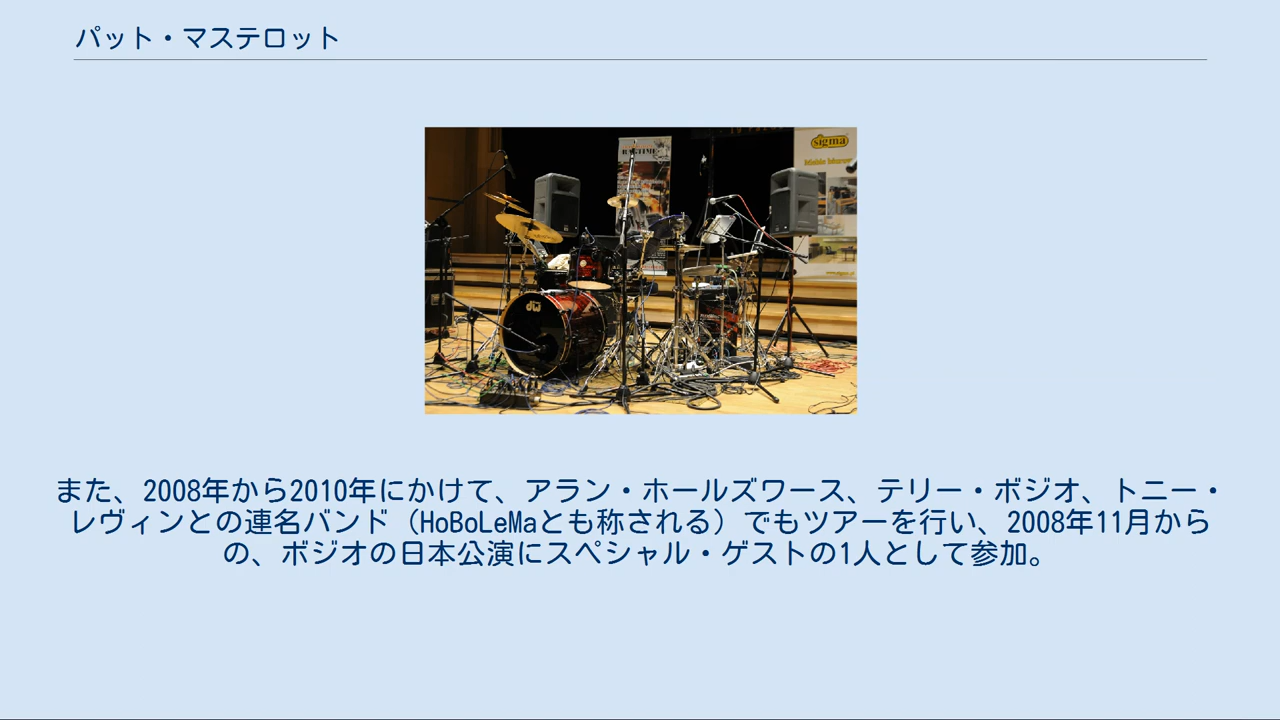 パット・マステロット
RAGTIME
sigma
dw
また、2008年から2010年にかけて、アラン・ホールズワース、テリー・ボジオ、トニー・
レヴィンとの連名バンド（HoBoLeMaとも称される）でもツアーを行い、2008年11月から
の、ボジオの日本公演にスペシャル・ゲストの1人として参加。